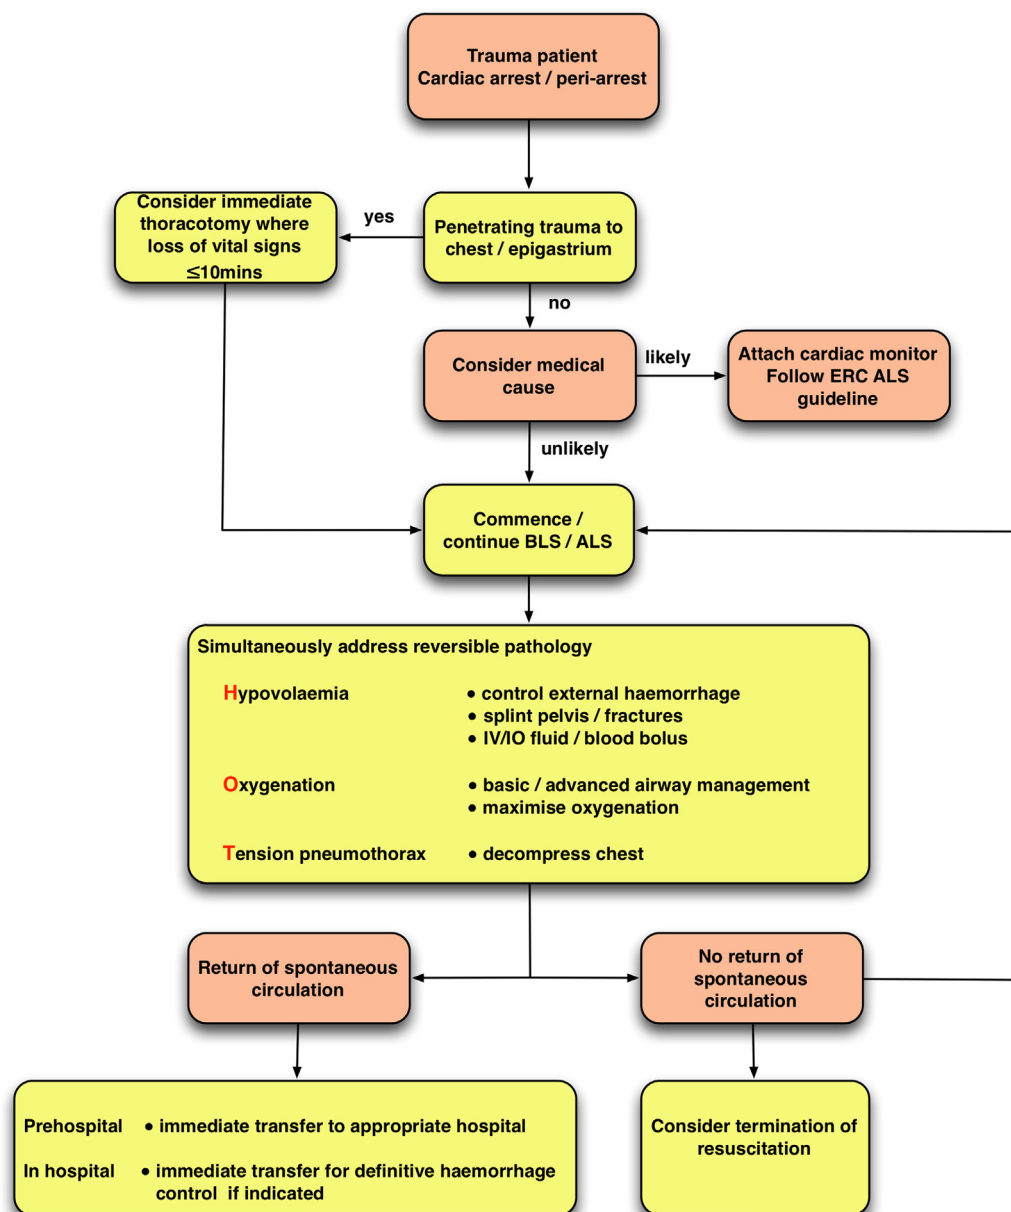 Trauma patient
Cardiac arrest / peri-arrest
Consider immediate
thoracotomy where
loss of vital signs
≤10mins
yes
Penetrating trauma to
chest / epigastrium
no
Consider medical
cause
likely
Attach cardiac monitor
Follow ERC ALS
guideline
unlikely
Commence /
continue BLS / ALS
Simultaneously address reversible pathology
Hypovolaemia • control external haemorrhage
• splint pelvis / fractures
• IV/IO fluid / blood bolus
Oxygenation • basic / advanced airway management
• maximise oxygenation
Tension pneumothorax • decompress chest
Return of spontaneous
circulation
No return of
spontaneous
circulation
Prehospital • immediate transfer to appropriate hospital
In hospital • immediate transfer for definitive haemorrhage
control if indicated
Consider termination of
resuscitation